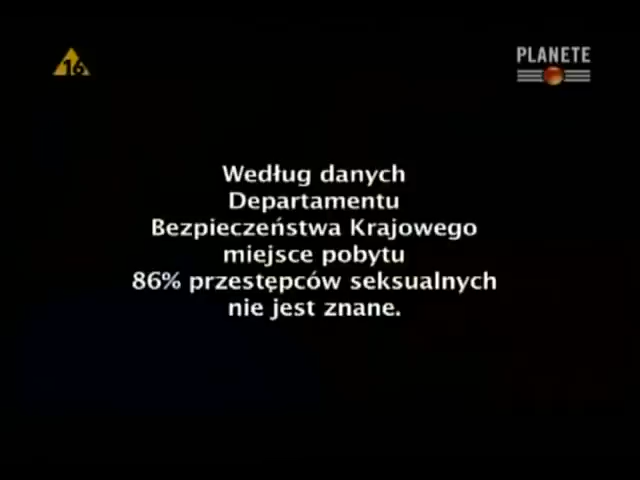 16
PLANETE
Według danych
Departamentu
Bezpieczeństwa Krajowego
miejsce pobytu
86% przestępców seksualnych
nie jest znane.